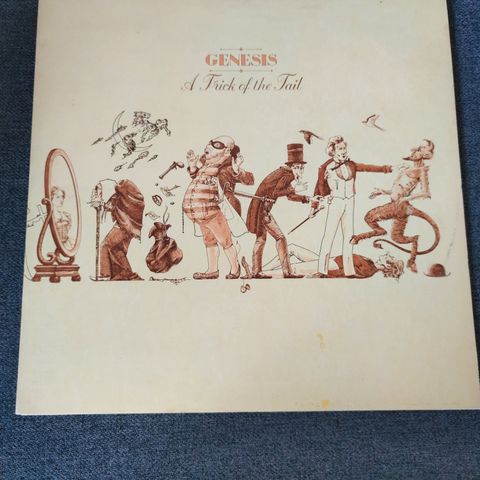 GENESIS
A Trick of the Tail